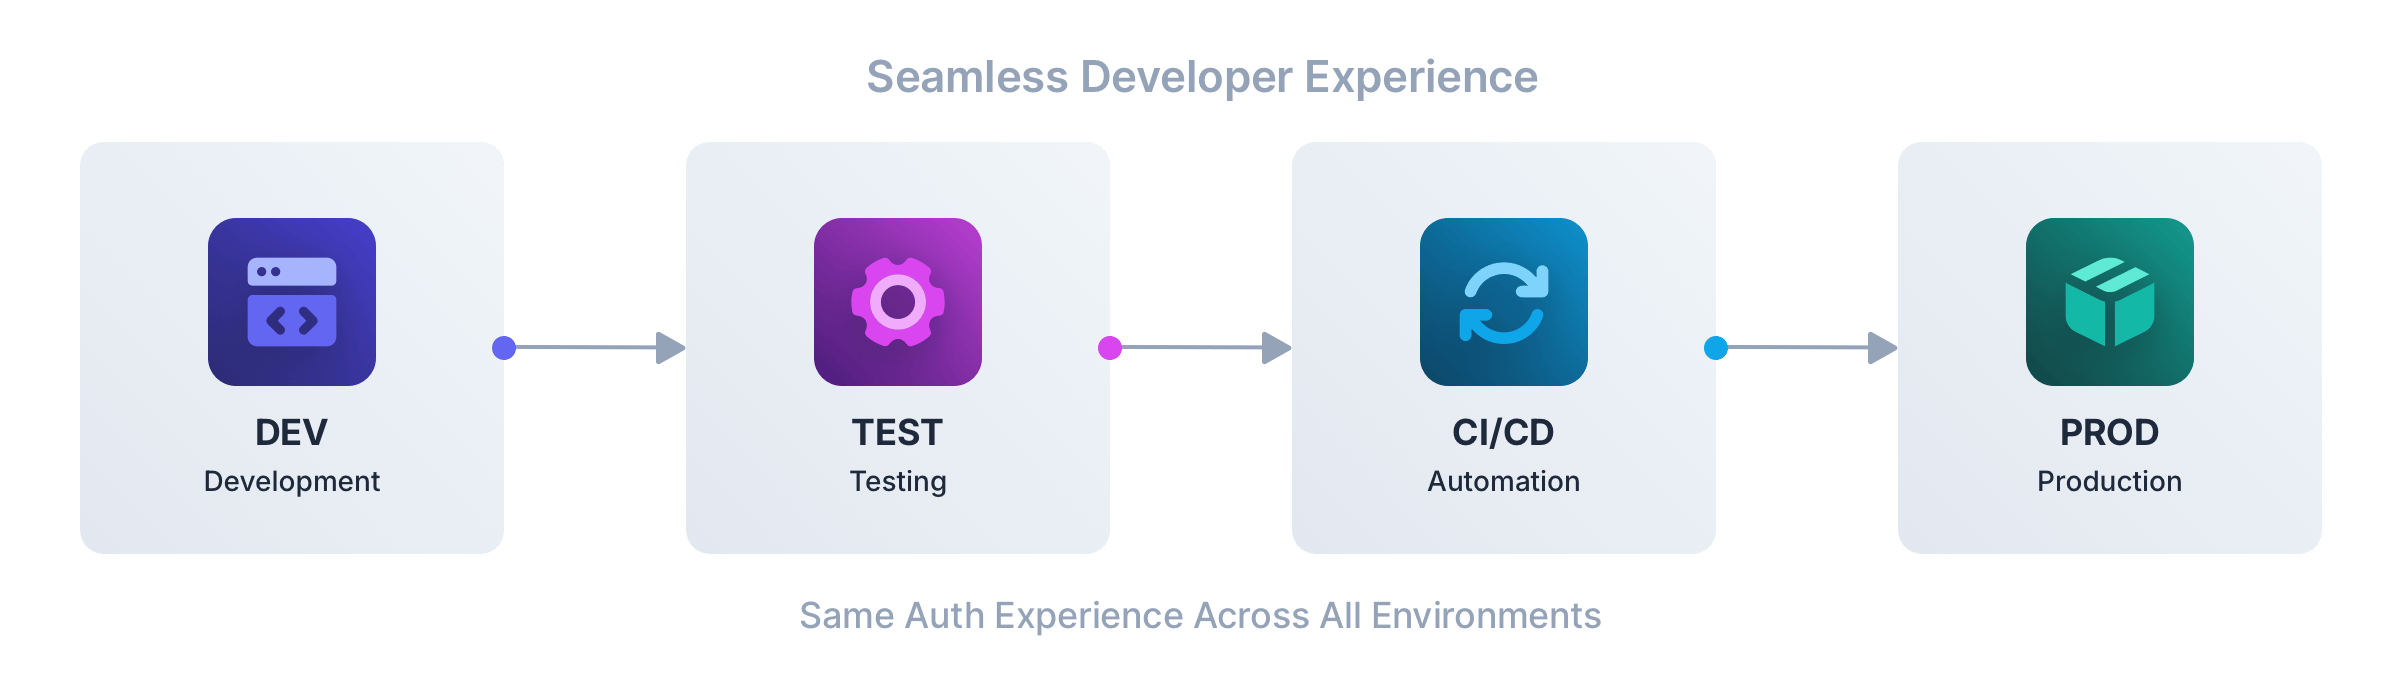 Seamless Developer Experience
DEV
Development
TEST
Testing
CI/CD
Automation
PROD
Production
Same Auth Experience Across All Environments